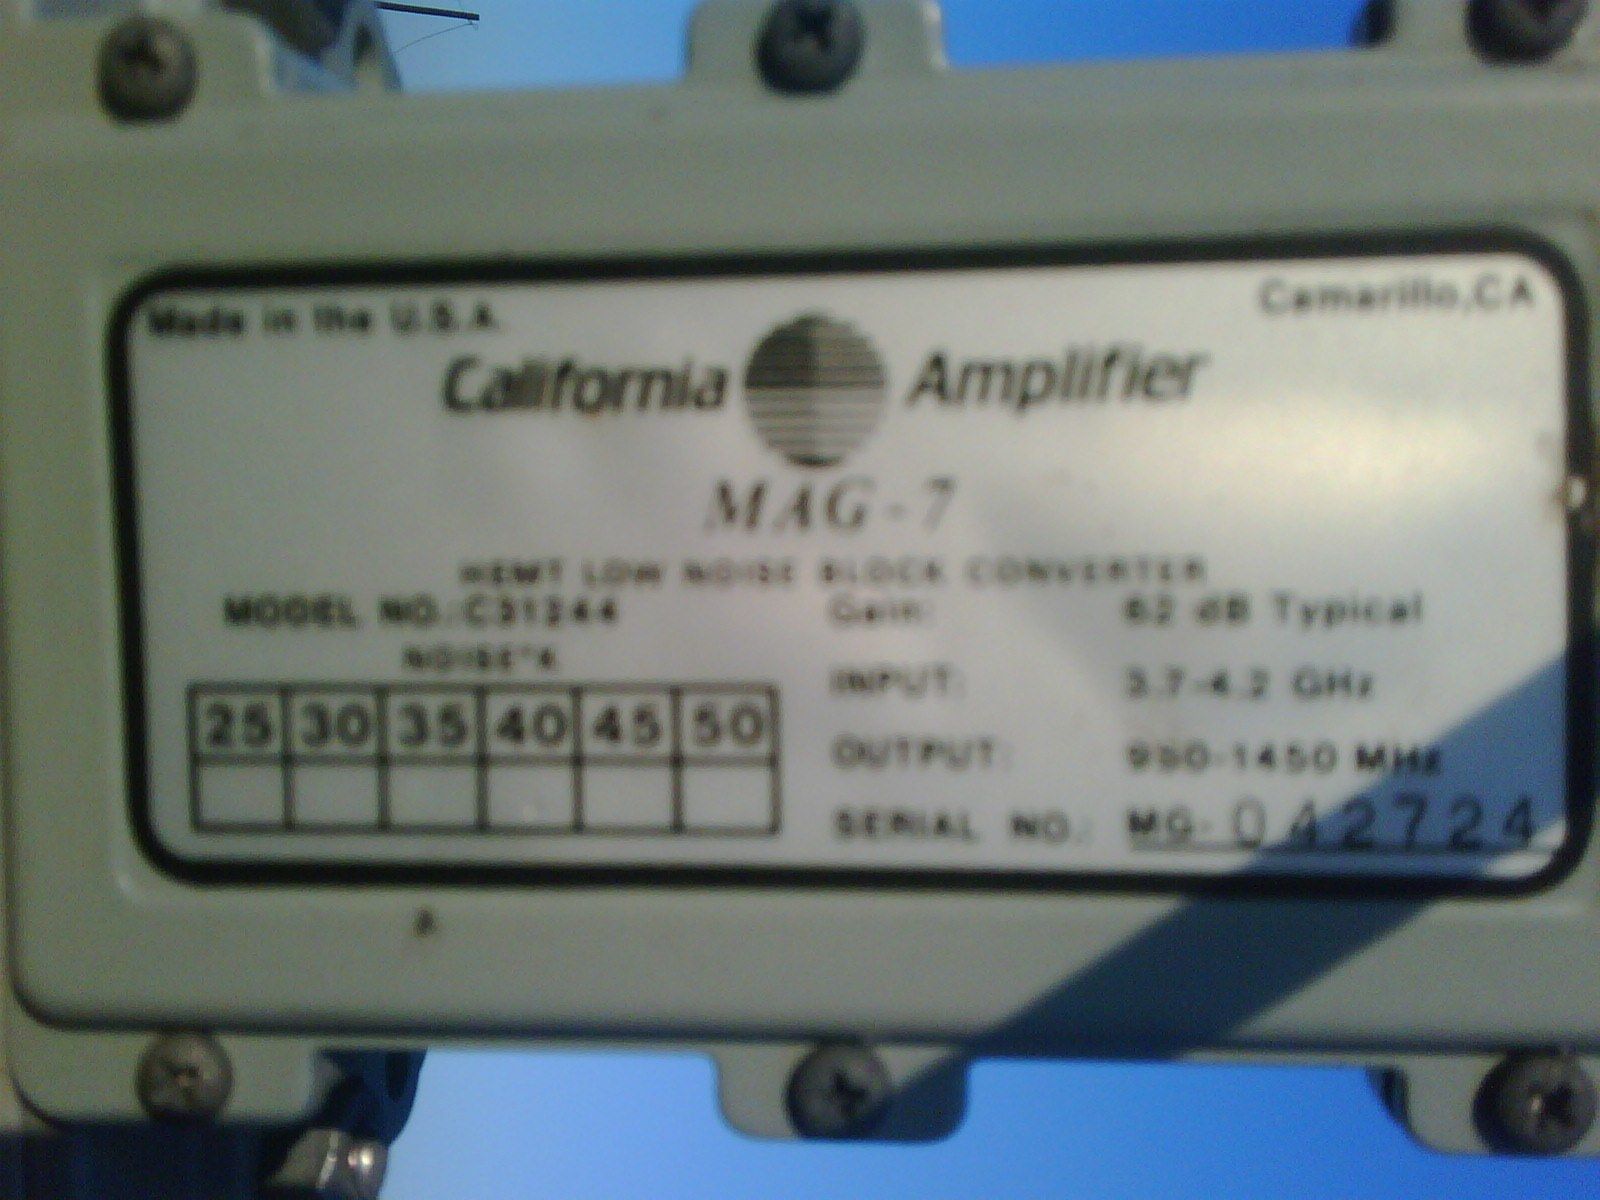 Made in the U.S.A.
Camarillo, CA
California Amplifier
MAG-7
HEMT LOW NOISE BLOCK CONVERTER
MODEL NO.: C31244
Gain: 62 dB Typical
NOISE°K
25 30 35 40 45 50
INPUT: 3.7-4.2 GHz
OUTPUT: 950-1450 MHz
SERIAL NO.: MG-042724